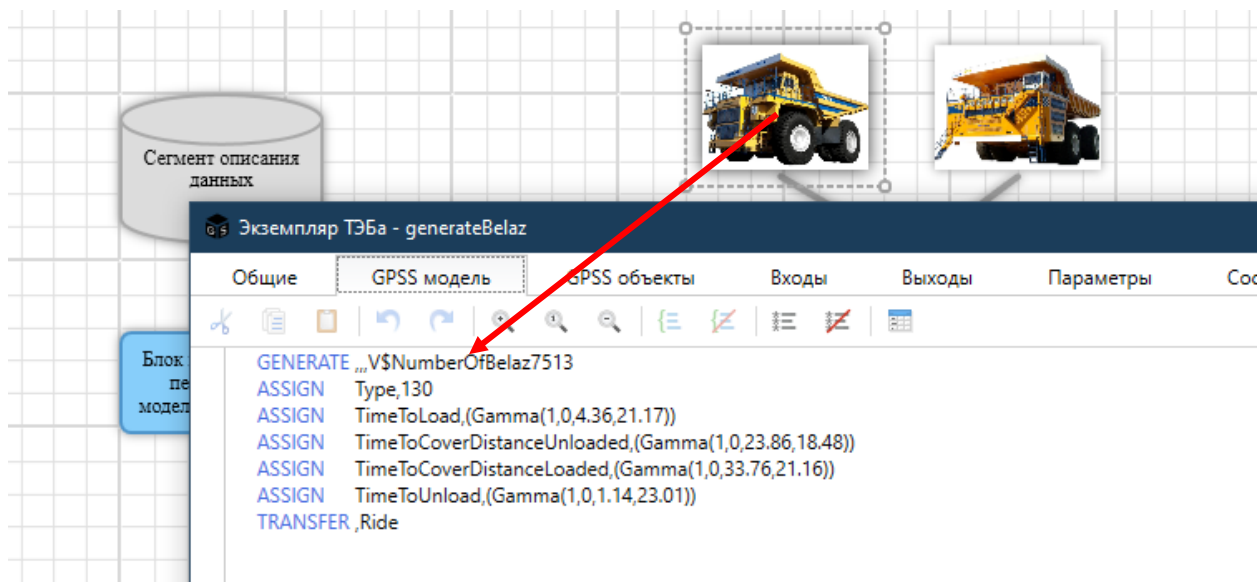 Сегмент описания
данных
Экземпляр ТЭБа - generateBelaz
Общие GPSS модель GPSS объекты Входы Выходы Параметры
Блок
GENERATE ,,,V$NumberOfBelaz7513
ASSIGN Type,130
ASSIGN TimeToLoad,(Gamma(1,0,4.36,21.17))
ASSIGN TimeToCoverDistanceUnloaded,(Gamma(1,0,23.86,18.48))
ASSIGN TimeToCoverDistanceLoaded,(Gamma(1,0,33.76,21.16))
ASSIGN TimeToUnload,(Gamma(1,0,1.14,23.01))
TRANSFER ,Ride